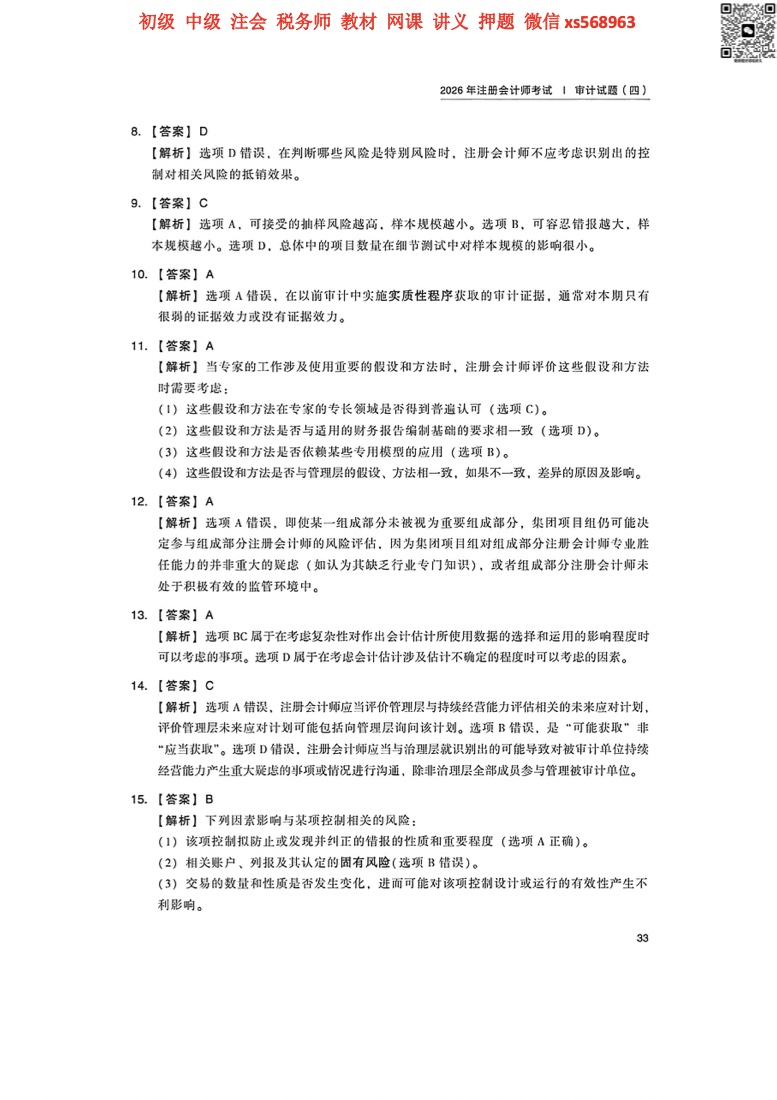 初级 中级 注会 税务师 教材 网课 讲义 押题 微信 xs568963
2026 年注册会计师考试 | 审计试题（四）
8. 【答案】 D
【解析】 选项 D 错误，在判断哪些风险是特别风险时，注册会计师不应考虑识别出的控
制对相关风险的抵销效果。
9. 【答案】 C
【解析】 选项 A，可接受的抽样风险越高，样本规模越小。选项 B，可容忍错报越大，样
本规模越小。选项 D，总体中的项目数量在细节测试中对样本规模的影响很小。
10. 【答案】 A
【解析】 选项 A 错误，在以前审计中实施实质性程序获取的审计证据，通常对本期只有
很弱的证据效力或没有证据效力。
11. 【答案】 A
【解析】 当专家的工作涉及使用重要的假设和方法时，注册会计师评价这些假设和方法
时需要考虑：
（1）这些假设和方法在专家的专长领域是否得到普遍认可（选项 C）。
（2）这些假设和方法是否与适用的财务报告编制基础的要求相一致（选项 D）。
（3）这些假设和方法是否依赖某些专用模型的应用（选项 B）。
（4）这些假设和方法是否与管理层的假设、方法相一致，如果不一致，差异的原因及影响。
12. 【答案】 A
【解析】 选项 A 错误，即使某一组成部分未被视为重要组成部分，集团项目组仍可能决
定参与组成部分注册会计师的风险评估，因为集团项目组对组成部分注册会计师专业胜
任能力的并非重大的疑虑（如认为其缺乏行业专门知识），或者组成部分注册会计师未
处于积极有效的监管环境中。
13. 【答案】 A
【解析】 选项 BC 属于在考虑复杂性对作出会计估计所使用数据的选择和运用的影响程度时
可以考虑的事项。选项 D 属于在考虑会计估计涉及估计不确定的程度时可以考虑的因素。
14. 【答案】 C
【解析】 选项 A 错误，注册会计师应当评价管理层与持续经营能力评估相关的未来应对计划，
评价管理层未来应对计划可能包括向管理层询问该计划。选项 B 错误，是“可能获取”非
“应当获取”。选项 D 错误，注册会计师应当与治理层就识别出的可能导致对被审计单位持续
经营能力产生重大疑虑的事项或情况进行沟通，除非治理层全部成员参与管理被审计单位。
15. 【答案】 B
【解析】 下列因素影响与某项控制相关的风险：
（1）该项控制拟防止或发现并纠正的错报的性质和重要程度（选项 A 正确）。
（2）相关账户、列报及其认定的固有风险（选项 B 错误）。
（3）交易的数量和性质是否发生变化，进而可能对该项控制设计或运行的有效性产生不
利影响。
33